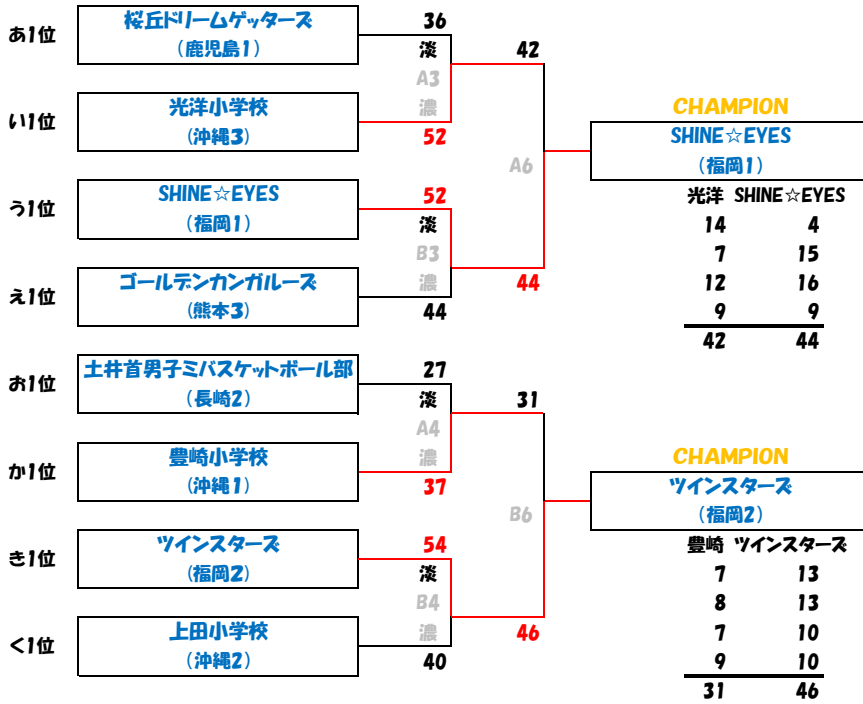 あ1位
桜丘ドリームゲッターズ
(鹿児島1)
36
淡
A3
濃
52
い1位
光洋小学校
(沖縄3)
42
A6
44
う1位
SHINE☆EYES
(福岡1)
52
淡
B3
濃
44
え1位
ゴールデンカンガルーズ
(熊本3)
CHAMPION
SHINE☆EYES
(福岡1)
光洋 SHINE☆EYES
14 4
7 15
12 16
9 9
42 44
お1位
土井首男子ミバスケットボール部
(長崎2)
27
淡
A4
濃
37
か1位
豊崎小学校
(沖縄1)
31
B6
46
き1位
ツインスターズ
(福岡2)
54
淡
B4
濃
40
く1位
上田小学校
(沖縄2)
CHAMPION
ツインスターズ
(福岡2)
豊崎 ツインスターズ
7 13
8 13
7 10
9 10
31 46